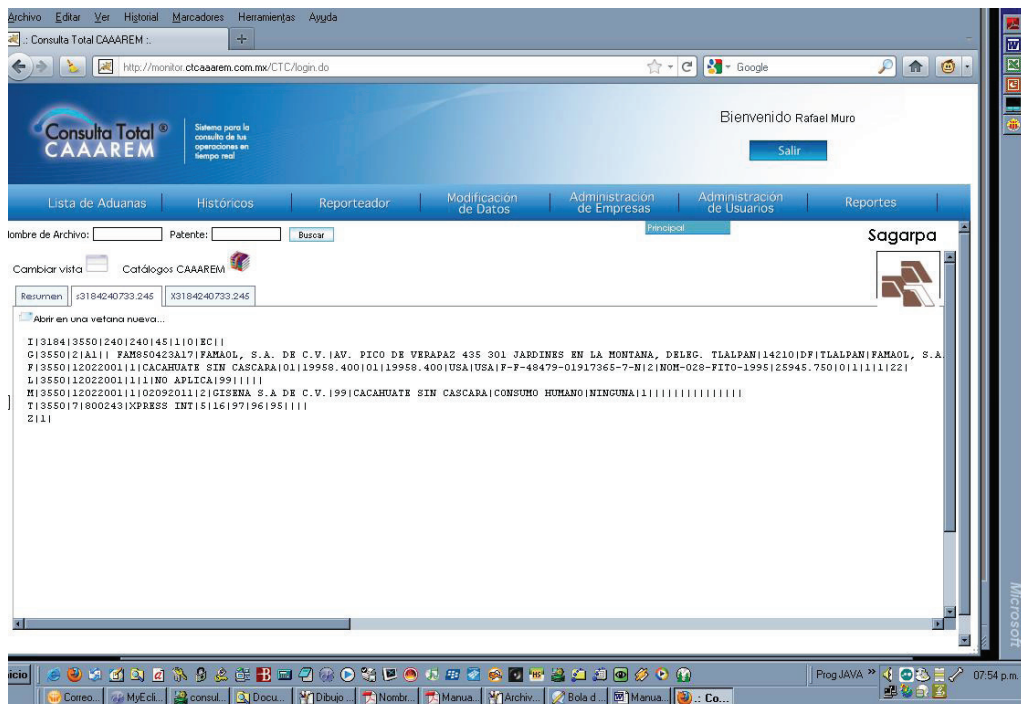 Archivo Editar Ver Historial Marcadores Herramientas Ayuda
.: Consulta Total CAAAREM :.
http://monitor.ctcaaarem.com.mx/CTC/login.do
Google
Consulta Total ®
CAAAREM
Sistema para la
consulta de tus
operaciones en
tiempo real
Bienvenido Rafael Muro
Salir
Lista de Aduanas Históricos Reporteador Modificación de Datos Administración de Empresas Administración de Usuarios Reportes
Principal
Nombre de Archivo: Patente: Buscar
Sagarpa
Cambiar vista Catálogos CAAAREM
Resumen s3184240733.245 X3184240733.245
Abrir en una vetana nueva...
I|3184|3550|240|240|45|1|0|EC||
G|3550|2|A1|| FAM850423A17|FAMAOL, S.A. DE C.V.|AV. PICO DE VERAPAZ 435 301 JARDINES EN LA MONTANA, DELEG. TLALPAN|14210|DF|TLALPAN|FAMAOL, S.A.
F|3550|12022001|1|CACAHUATE SIN CASCARA|01|19958.400|01|19958.400|USA|USA|F-F-48479-01917365-7-N|2|NOM-028-FITO-1995|25945.750|0|1|1|1|22|
L|3550|12022001|1|1|NO APLICA|99|||||
M|3550|12022001|1|02092011|2|GISENA S.A DE C.V.|99|CACAHUATE SIN CASCARA|CONSUMO HUMANO|NINGUNA|1|||||||||||||||
T|3550|7|800243|XPRESS INT|5|16|97|96|95||||
Z|1|
Microsoft
icio
Prog JAVA » 07:54 p.m.
Correo... MyEcli... consul... Docu... Dibujo ... Nombr... Manua... Archiv... Bola d ... Manua... .: Co...